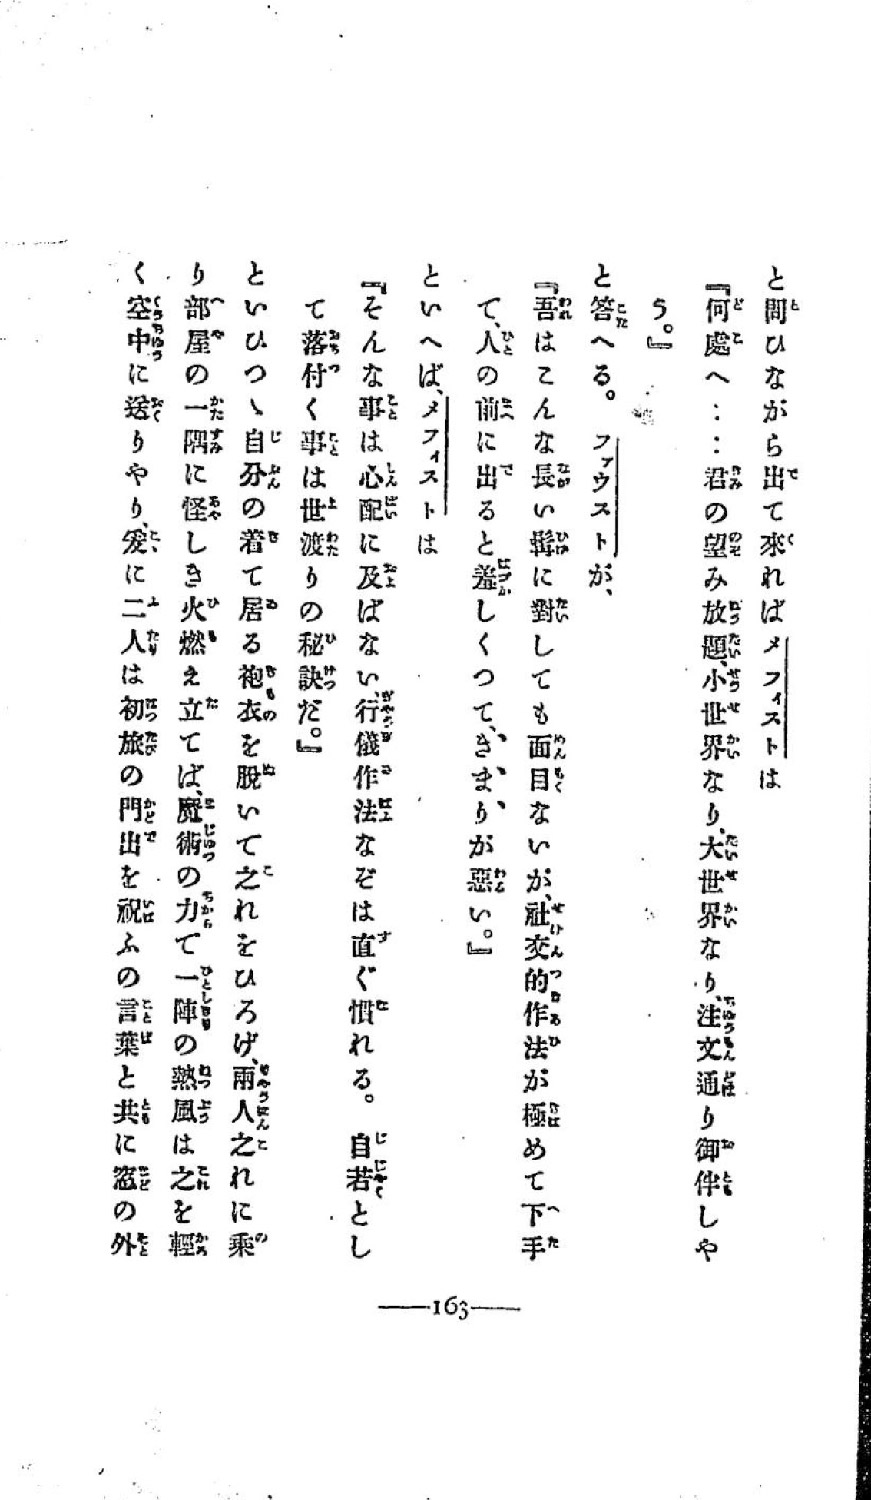 と問ひながら出て來ればメフィストは
『何處へ‥‥君の望み放題、小世界なり、大世界なり、注文通り御伴しや
う。』
と答へる。ファウストが、
『吾はこんな長い髯に對しても面目ないが、社交的作法が極めて下手
て、人の前に出ると羞しくつて、きまりが惡い。』
といへば、メフィストは
『そんな事は心配に及ばない、行儀作法なぞは直ぐ慣れる。自若とし
て落付く事は世渡りの秘訣だ。』
といひつゝ自分の着て居る袍衣を脱いて之れをひろげ、兩人之れに乘
り部屋の一隅に怪しき火燃え立てば、魔術の力て一陣の熱風は之を輕
く空中に送りやり、爰に二人は初旅の門出を祝ふの言葉と共に窓の外
163